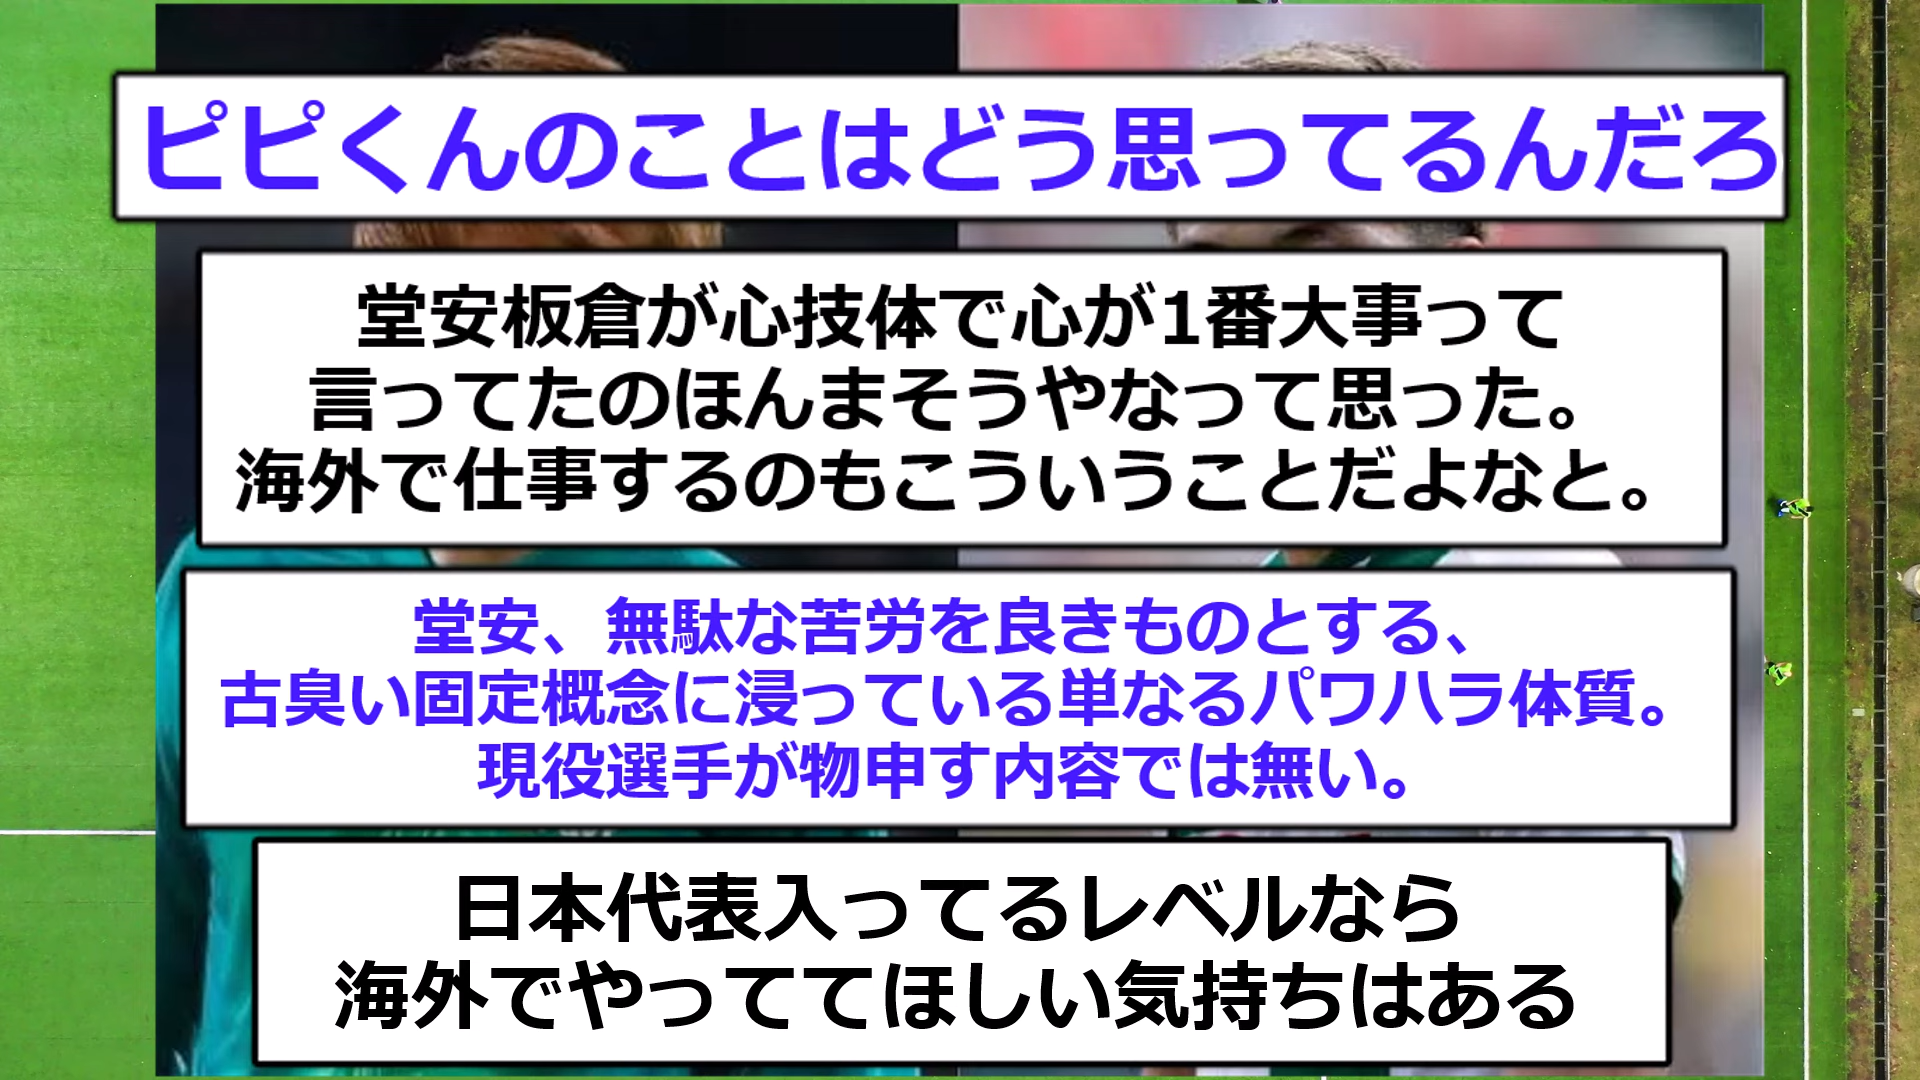 ピピくんのことはどう思ってるんだろ
堂安板倉が心技体で心が1番大事って
言ってたのほんまそうやなって思った。
海外で仕事するのもこういうことだよなと。
堂安、無駄な苦労を良きものとする、
古臭い固定概念に浸っている単なるパワハラ体質。
現役選手が物申す内容では無い。
日本代表入ってるレベルなら
海外でやっててほしい気持ちはある